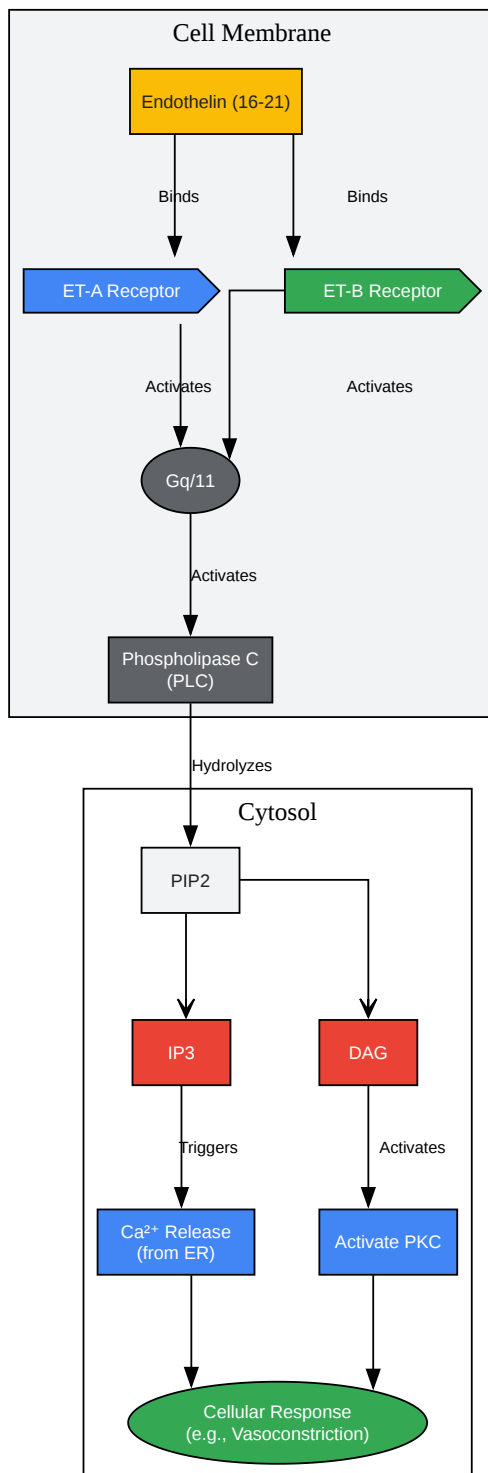 Cell Membrane
Endothelin (16-21)
Binds
Binds
ET-A Receptor
ET-B Receptor
Activates
Activates
Gq/11
Activates
Phospholipase C
(PLC)
Hydrolyzes
Cytosol
PIP2
IP3
DAG
Triggers
Activates
Ca²⁺ Release
(from ER)
Activate PKC
Cellular Response
(e.g., Vasoconstriction)